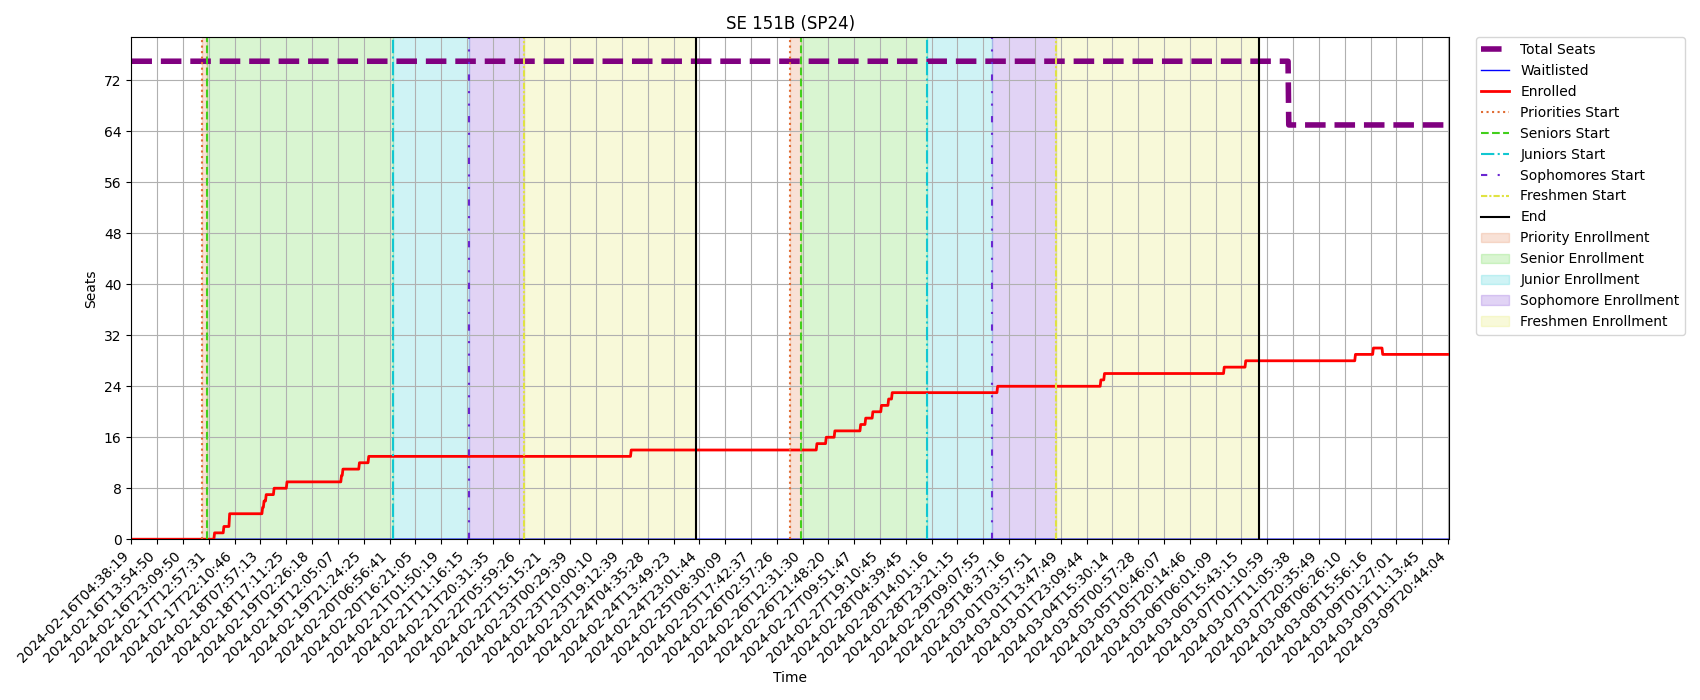 SE 151B (SP24)
Seats
72
64
56
48
40
32
24
16
8
0
2024-02-16T04:38:19
2024-02-16T13:54:50
2024-02-16T23:09:50
2024-02-17T12:57:31
2024-02-17T22:10:46
2024-02-18T07:57:13
2024-02-18T17:11:25
2024-02-19T02:26:18
2024-02-19T12:05:07
2024-02-19T21:24:25
2024-02-20T06:56:41
2024-02-20T16:21:05
2024-02-21T01:50:19
2024-02-21T11:16:15
2024-02-21T20:31:35
2024-02-22T05:59:26
2024-02-22T15:15:21
2024-02-23T00:29:39
2024-02-23T10:00:10
2024-02-23T19:12:39
2024-02-24T04:35:28
2024-02-24T13:49:23
2024-02-24T23:01:44
2024-02-25T08:30:09
2024-02-25T17:42:37
2024-02-26T02:57:26
2024-02-26T12:31:30
2024-02-26T21:48:20
2024-02-27T09:51:47
2024-02-27T19:10:45
2024-02-28T04:39:45
2024-02-28T14:01:16
2024-02-28T23:21:15
2024-02-29T09:07:55
2024-02-29T18:37:16
2024-03-01T03:57:51
2024-03-01T13:47:49
2024-03-01T23:09:44
2024-03-04T15:30:14
2024-03-05T00:57:28
2024-03-05T10:46:07
2024-03-05T20:14:46
2024-03-06T06:01:09
2024-03-06T15:43:15
2024-03-07T01:10:59
2024-03-07T11:05:38
2024-03-07T20:35:49
2024-03-08T06:26:10
2024-03-08T15:56:16
2024-03-09T01:27:01
2024-03-09T11:13:45
2024-03-09T20:44:04
Time
Total Seats
Waitlisted
Enrolled
Priorities Start
Seniors Start
Juniors Start
Sophomores Start
Freshmen Start
End
Priority Enrollment
Senior Enrollment
Junior Enrollment
Sophomore Enrollment
Freshmen Enrollment